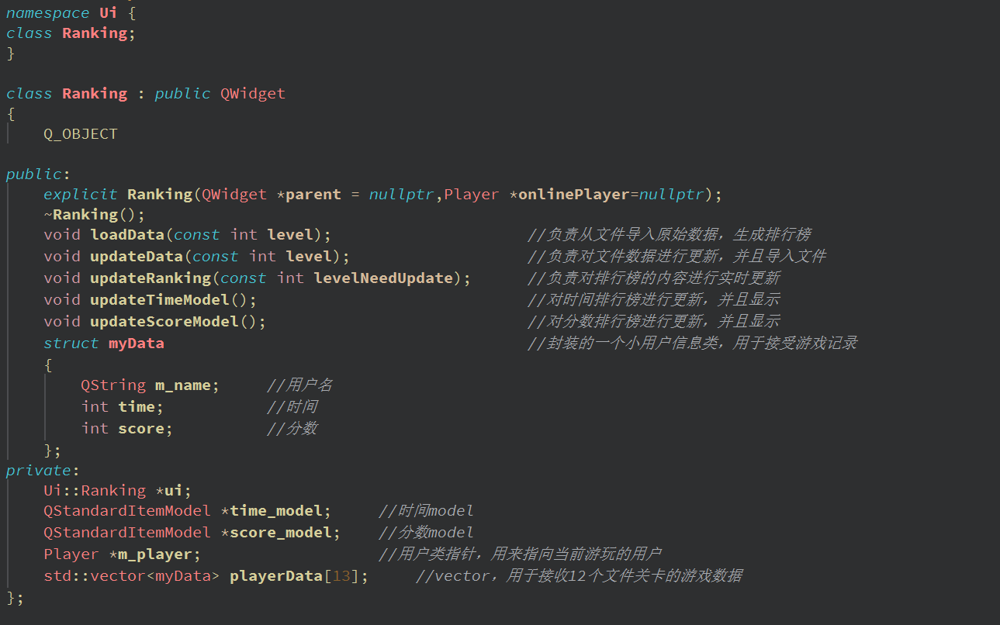 namespace Ui {
class Ranking;
}
class Ranking : public QWidget
{
Q_OBJECT
public:
explicit Ranking(QWidget *parent = nullptr,Player *onlinePlayer=nullptr);
~Ranking();
void loadData(const int level); //负责从文件导入原始数据，生成排行榜
void updateData(const int level); //负责对文件数据进行更新，并且导入文件
void updateRanking(const int levelNeedUpdate); //负责对排行榜的内容进行实时更新
void updateTimeModel(); //对时间排行榜进行更新，并且显示
void updateScoreModel(); //对分数排行榜进行更新，并且显示
struct myData //封装的一个小用户信息类，用于接受游戏记录
{
QString m_name; //用户名
int time; //时间
int score; //分数
};
private:
Ui::Ranking *ui;
QStandardItemModel *time_model; //时间model
QStandardItemModel *score_model; //分数model
Player *m_player; //用户类指针，用来指向当前游玩的用户
std::vector<myData> playerData[13]; //vector，用于接收12个文件关卡的游戏数据
};